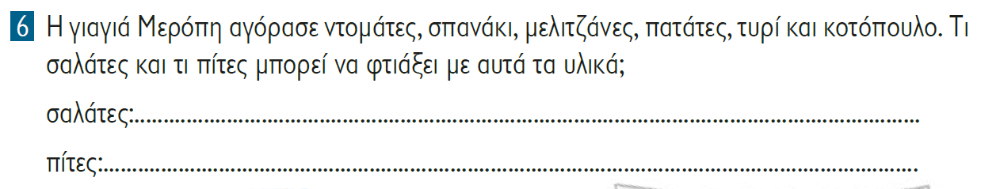 6 Η γιαγιά Μερόπη αγόρασε ντομάτες, σπανάκι, μελιτζάνες, πατάτες, τυρί και κοτόπουλο. Τι
σαλάτες και τι πίτες μπορεί να φτιάξει με αυτά τα υλικά;
σαλάτες:..........................................................................................................................
πίτες:..............................................................................................................................